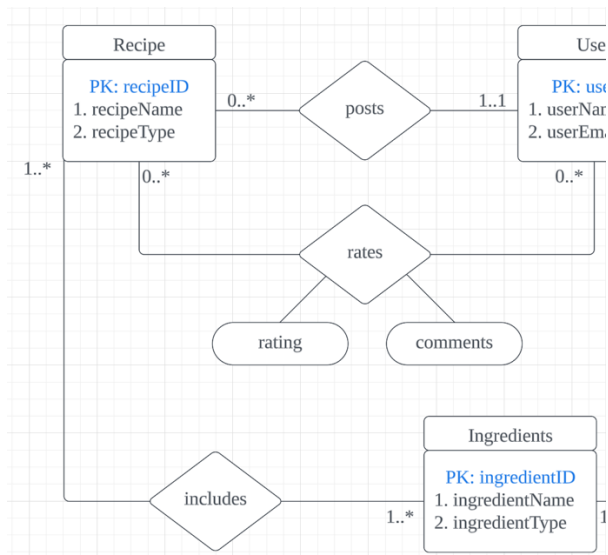 Recipe
Use
PK: recipeID
PK: use
1. recipeName
1. userNam
2. recipeType
2. userEma
0..*
posts
1..1
1..*
0..*
0..*
rates
rating
comments
Ingredients
PK: ingredientID
1. ingredientName
2. ingredientType
includes
1..*
1